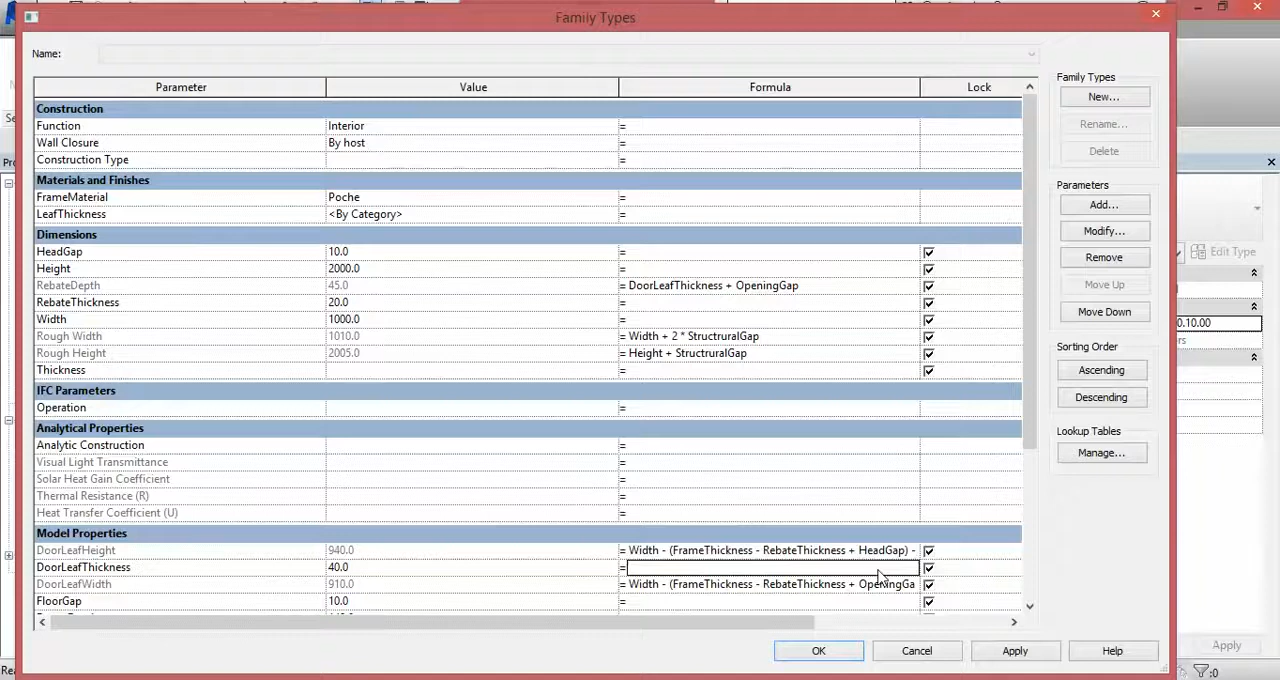 Family Types
Name:
Parameter Value Formula Lock
Construction
Function Interior =
Wall Closure By host =
Construction Type =
Materials and Finishes
FrameMaterial Poche =
LeafThickness <By Category> =
Dimensions
HeadGap 10.0 =
Height 2000.0 =
RebateDepth 45.0 = DoorLeafThickness + OpeningGap
RebateThickness 20.0 =
Width 1000.0 =
Rough Width 1010.0 = Width + 2 * StructruralGap
Rough Height 2005.0 = Height + StructruralGap
Thickness =
IFC Parameters
Operation =
Analytical Properties
Analytic Construction =
Visual Light Transmittance =
Solar Heat Gain Coefficient =
Thermal Resistance (R) =
Heat Transfer Coefficient (U) =
Model Properties
DoorLeafHeight 940.0 = Width - (FrameThickness - RebateThickness + HeadGap) -
DoorLeafThickness 40.0 =
DoorLeafWidth 910.0 = Width - (FrameThickness - RebateThickness + OpeningGa
FloorGap 10.0 =
Family Types
New...
Rename...
Delete
Parameters
Add...
Modify...
Remove
Move Up
Move Down
Sorting Order
Ascending
Descending
Lookup Tables
Manage...
OK Cancel Apply Help
Edit Type
0.10.00
Apply
:0